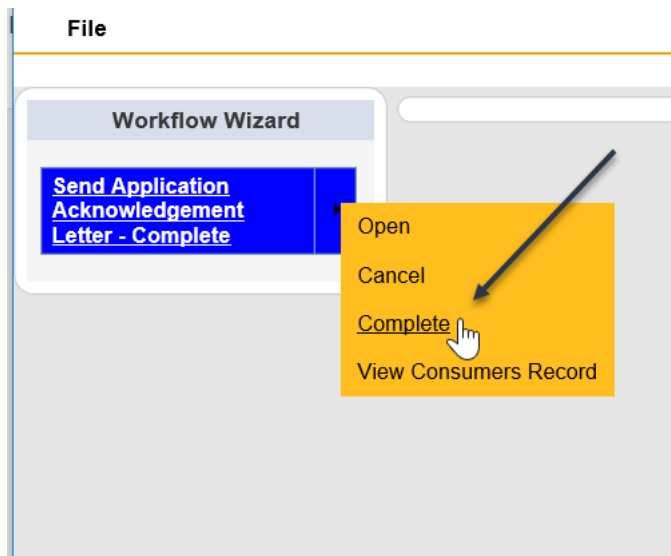 File
Workflow Wizard
Send Application
Acknowledgement
Letter - Complete
Open
Cancel
Complete
View Consumers Record